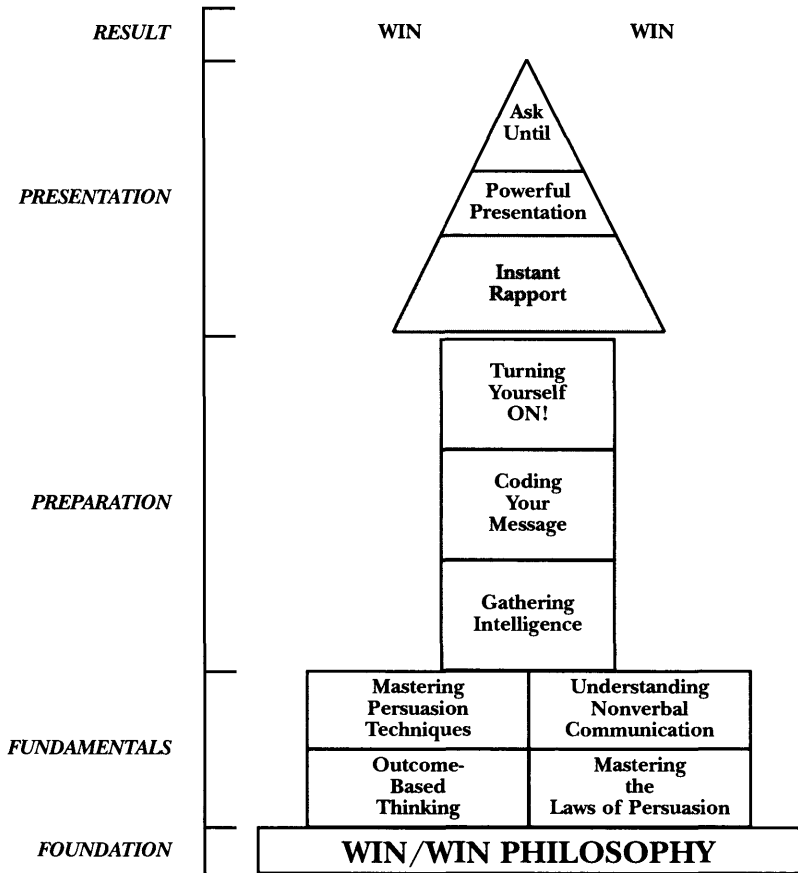 RESULT
WIN WIN
PRESENTATION
Ask
Until
Powerful
Presentation
Instant
Rapport
PREPARATION
Turning
Yourself
ON!
Coding
Your
Message
Gathering
Intelligence
FUNDAMENTALS
Mastering
Persuasion
Techniques
Understanding
Nonverbal
Communication
Outcome-
Based
Thinking
Mastering
the
Laws of Persuasion
FOUNDATION
WIN/WIN PHILOSOPHY